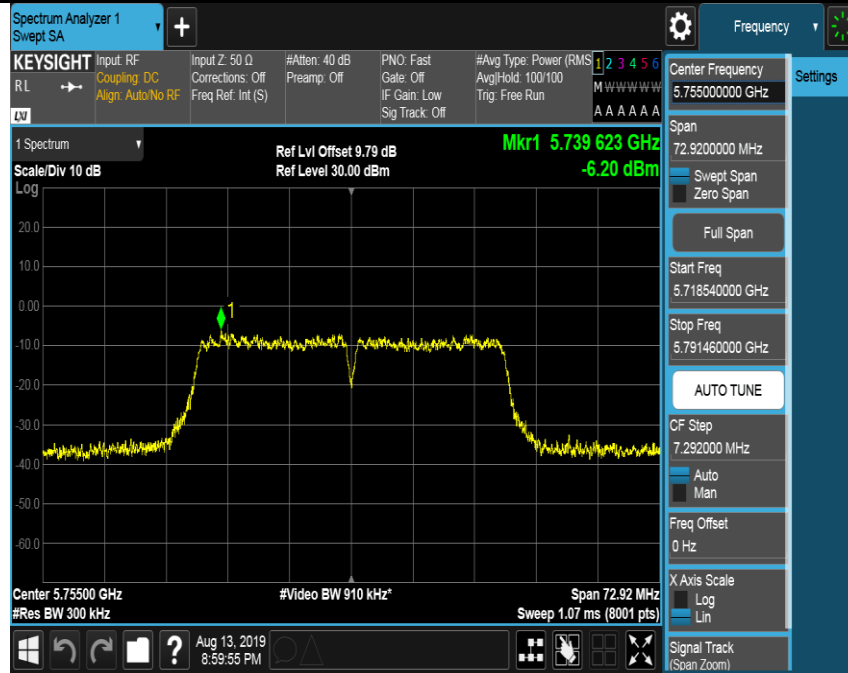 Spectrum Analyzer 1
Swept SA
+
Frequency
KEYSIGHT
RL
LXI
Input: RF
Coupling: DC
Align: Auto/No RF
Input Z: 50 Ω
Corrections: Off
Freq Ref: Int (S)
#Atten: 40 dB
Preamp: Off
PNO: Fast
Gate: Off
IF Gain: Low
Sig Track: Off
#Avg Type: Power (RMS
Avg|Hold: 100/100
Trig: Free Run
1 2 3 4 5 6
M W W W W W
A A A A A A
1 Spectrum
Scale/Div 10 dB
Log
Ref Lvl Offset 9.79 dB
Ref Level 30.00 dBm
Mkr1 5.739 623 GHz
-6.20 dBm
20.0
10.0
0.00
-10.0
-20.0
-30.0
-40.0
-50.0
-60.0
1
Center 5.75500 GHz
#Res BW 300 kHz
#Video BW 910 kHz*
Span 72.92 MHz
Sweep 1.07 ms (8001 pts)
?
Aug 13, 2019
8:59:55 PM
Center Frequency
5.755000000 GHz
Settings
Span
72.9200000 MHz
Swept Span
Zero Span
Full Span
Start Freq
5.718540000 GHz
Stop Freq
5.791460000 GHz
AUTO TUNE
CF Step
7.292000 MHz
Auto
Man
Freq Offset
0 Hz
X Axis Scale
Log
Lin
Signal Track
(Span Zoom)